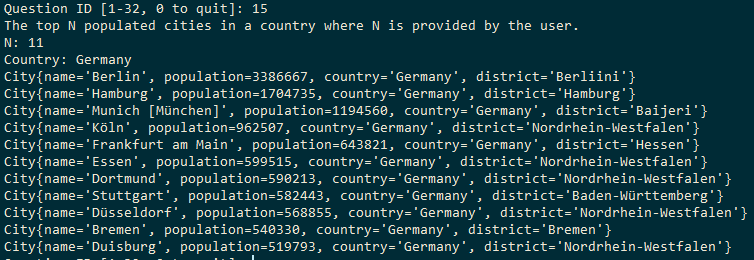 Question ID [1-32, 0 to quit]: 15
The top N populated cities in a country where N is provided by the user.
N: 11
Country: Germany
City{name='Berlin', population=3386667, country='Germany', district='Berliini'}
City{name='Hamburg', population=1704735, country='Germany', district='Hamburg'}
City{name='Munich [München]', population=1194560, country='Germany', district='Baijeri'}
City{name='Köln', population=962507, country='Germany', district='Nordrhein-Westfalen'}
City{name='Frankfurt am Main', population=643821, country='Germany', district='Hessen'}
City{name='Essen', population=599515, country='Germany', district='Nordrhein-Westfalen'}
City{name='Dortmund', population=590213, country='Germany', district='Nordrhein-Westfalen'}
City{name='Stuttgart', population=582443, country='Germany', district='Baden-Württemberg'}
City{name='Düsseldorf', population=568855, country='Germany', district='Nordrhein-Westfalen'}
City{name='Bremen', population=540330, country='Germany', district='Bremen'}
City{name='Duisburg', population=519793, country='Germany', district='Nordrhein-Westfalen'}